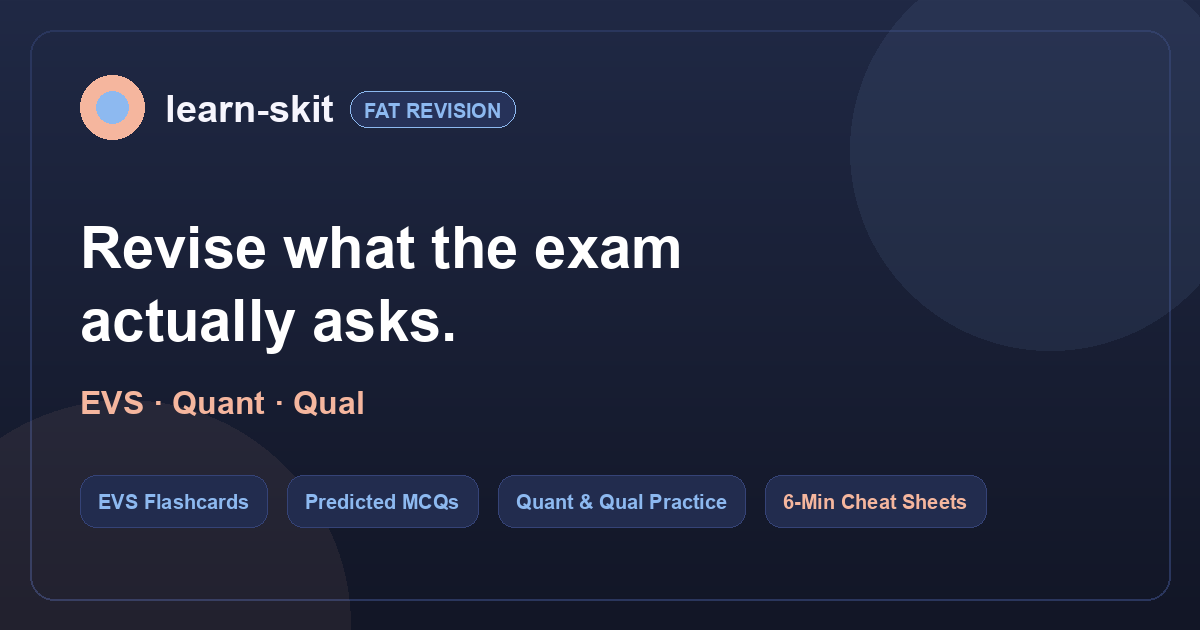 learn-skit FAT REVISION
Revise what the exam
actually asks.
EVS · Quant · Qual
EVS Flashcards Predicted MCQs Quant & Qual Practice 6-Min Cheat Sheets